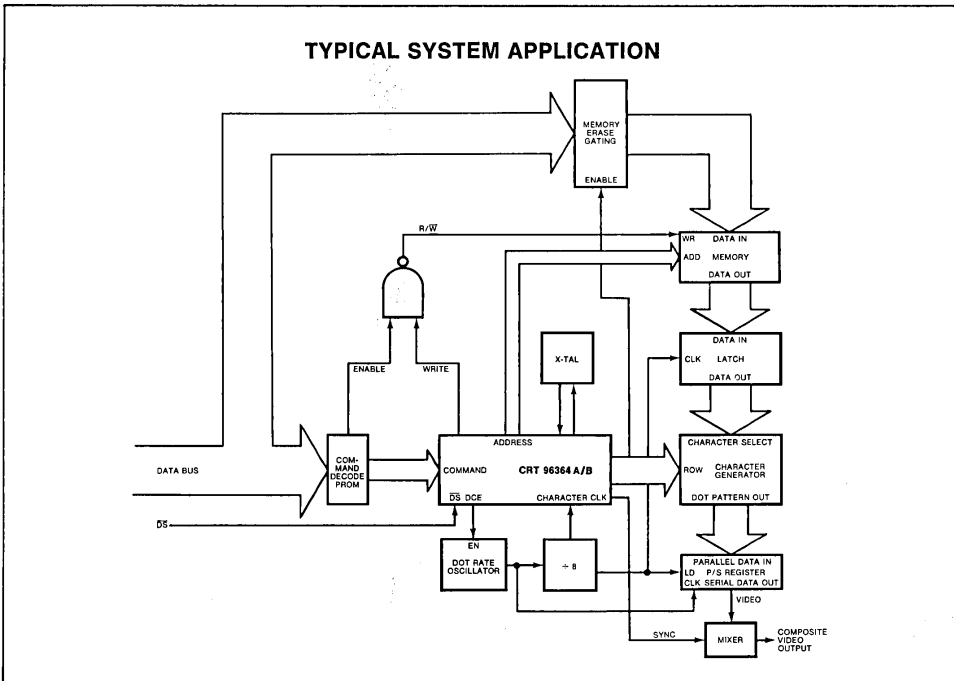 TYPICAL SYSTEM APPLICATION
MEMORY
ERASE
GATING
ENABLE
R/W̅
WR DATA IN
ADD MEMORY
DATA OUT
X-TAL
DATA IN
CLK LATCH
DATA OUT
ENABLE
WRITE
DATA BUS
COM-
MAND
DECODE
PROM
ADDRESS
COMMAND CRT 96364 A/B
D̅S̅ DCE CHARACTER CLK
CHARACTER SELECT
ROW CHARACTER
GENERATOR
DOT PATTERN OUT
D̅S̅
EN
DOT RATE
OSCILLATOR
÷ 8
PARALLEL DATA IN
LD P/S REGISTER
CLK SERIAL DATA OUT
VIDEO
SYNC
MIXER
COMPOSITE
VIDEO
OUTPUT